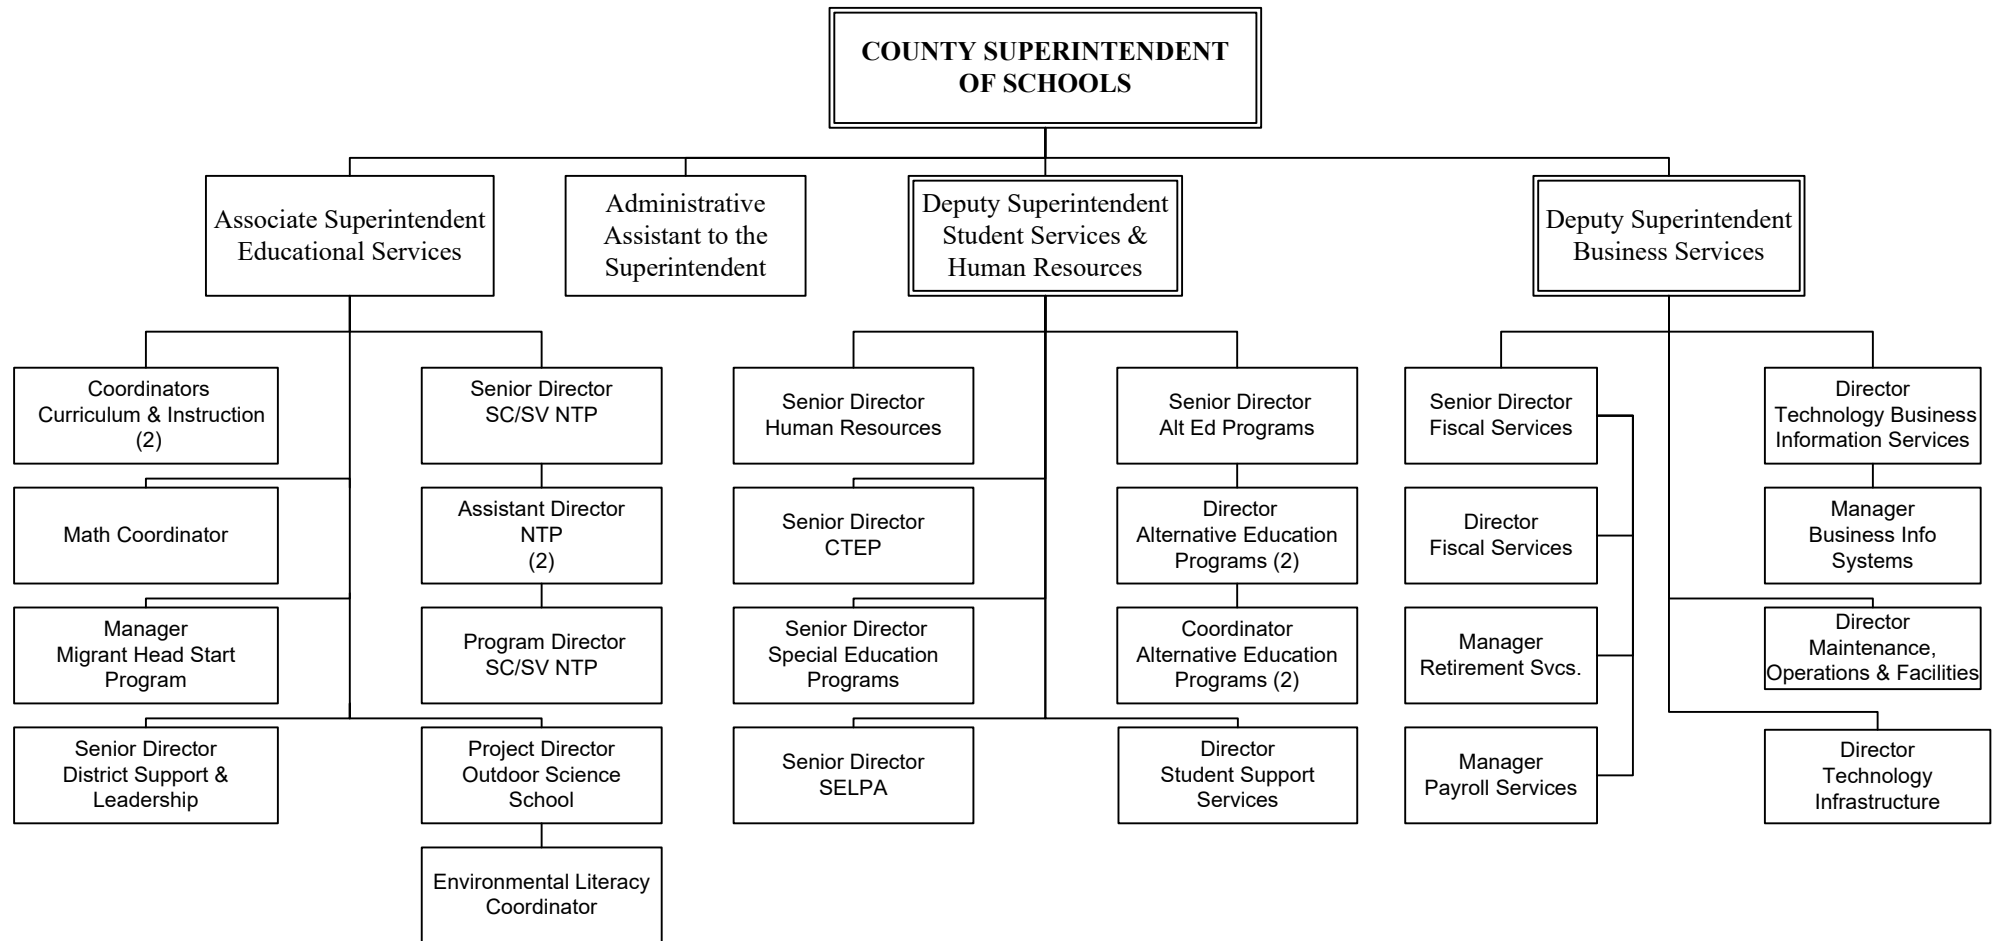 COUNTY SUPERINTENDENT
OF SCHOOLS
Associate Superintendent
Educational Services
Administrative
Assistant to the
Superintendent
Deputy Superintendent
Student Services &
Human Resources
Deputy Superintendent
Business Services
Coordinators
Curriculum & Instruction
(2)
Senior Director
SC/SV NTP
Senior Director
Human Resources
Senior Director
Alt Ed Programs
Senior Director
Fiscal Services
Director
Technology Business
Information Services
Math Coordinator
Assistant Director
NTP
(2)
Senior Director
CTEP
Director
Alternative Education
Programs (2)
Director
Fiscal Services
Manager
Business Info
Systems
Manager
Migrant Head Start
Program
Program Director
SC/SV NTP
Senior Director
Special Education
Programs
Coordinator
Alternative Education
Programs (2)
Manager
Retirement Svcs.
Director
Maintenance,
Operations & Facilities
Senior Director
District Support &
Leadership
Project Director
Outdoor Science
School
Senior Director
SELPA
Director
Student Support
Services
Manager
Payroll Services
Director
Technology
Infrastructure
Environmental Literacy
Coordinator